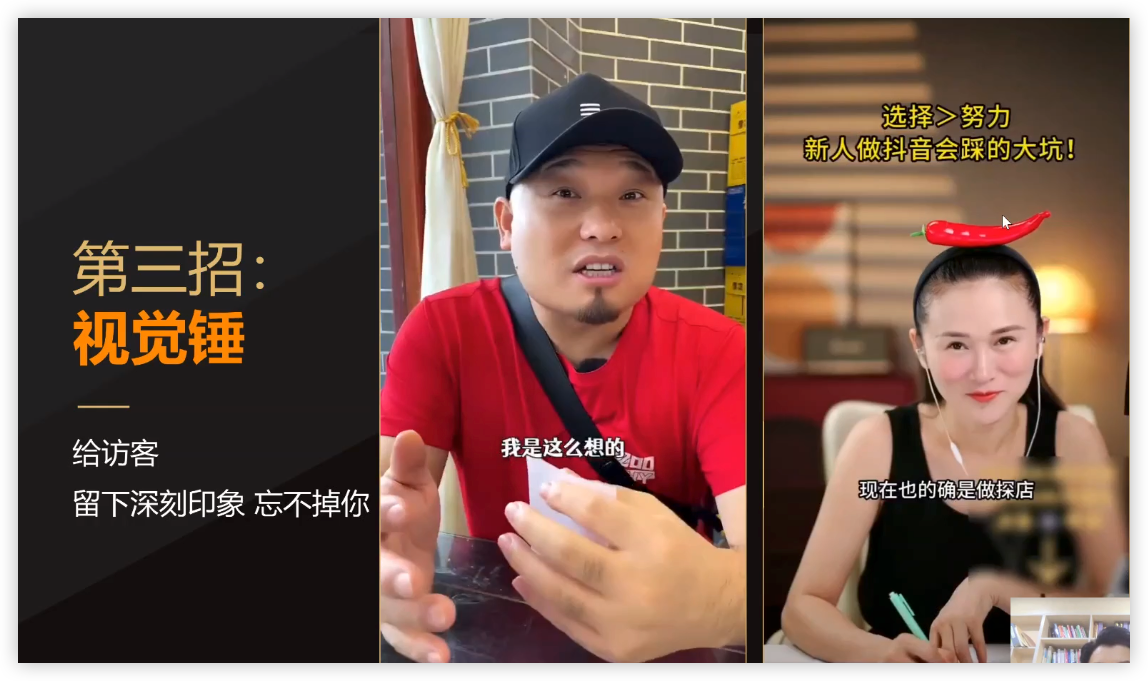 第三招：
视觉锤
给访客
留下深刻印象 忘不掉你
我是这么想的
选择＞努力
新人做抖音会踩的大坑！
现在也的确是做探店